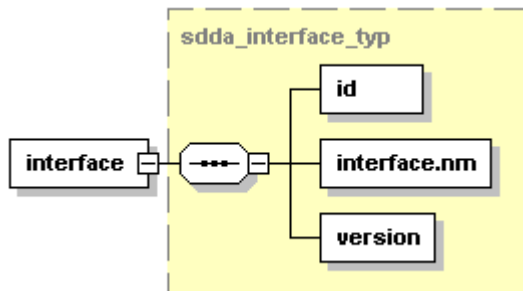 sdda_interface_typ
id
interface
interface.nm
version